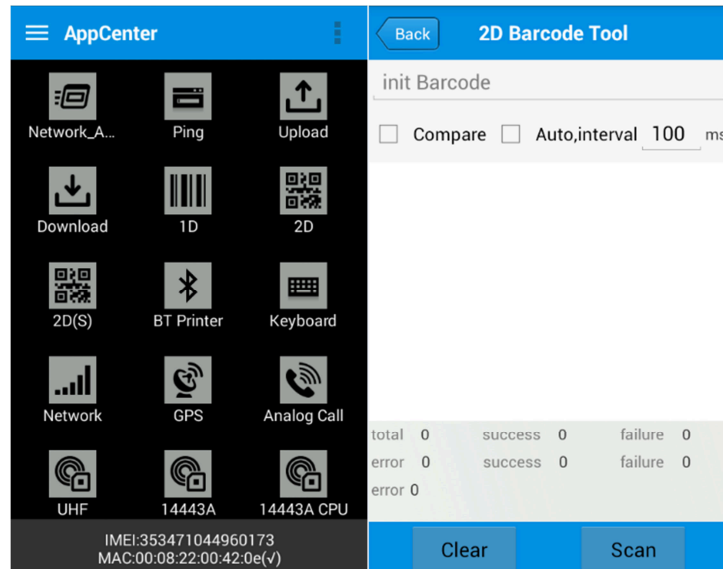 AppCenter
Network_A...
Ping
Upload
Download
1D
2D
2D(S)
BT Printer
Keyboard
Network
GPS
Analog Call
UHF
14443A
14443A CPU
IMEI:353471044960173
MAC:00:08:22:00:42:0e(√)
Back
2D Barcode Tool
init Barcode
Compare
Auto,interval 100 ms
total 0 success 0 failure 0
error 0 success 0 failure 0
error 0
Clear
Scan